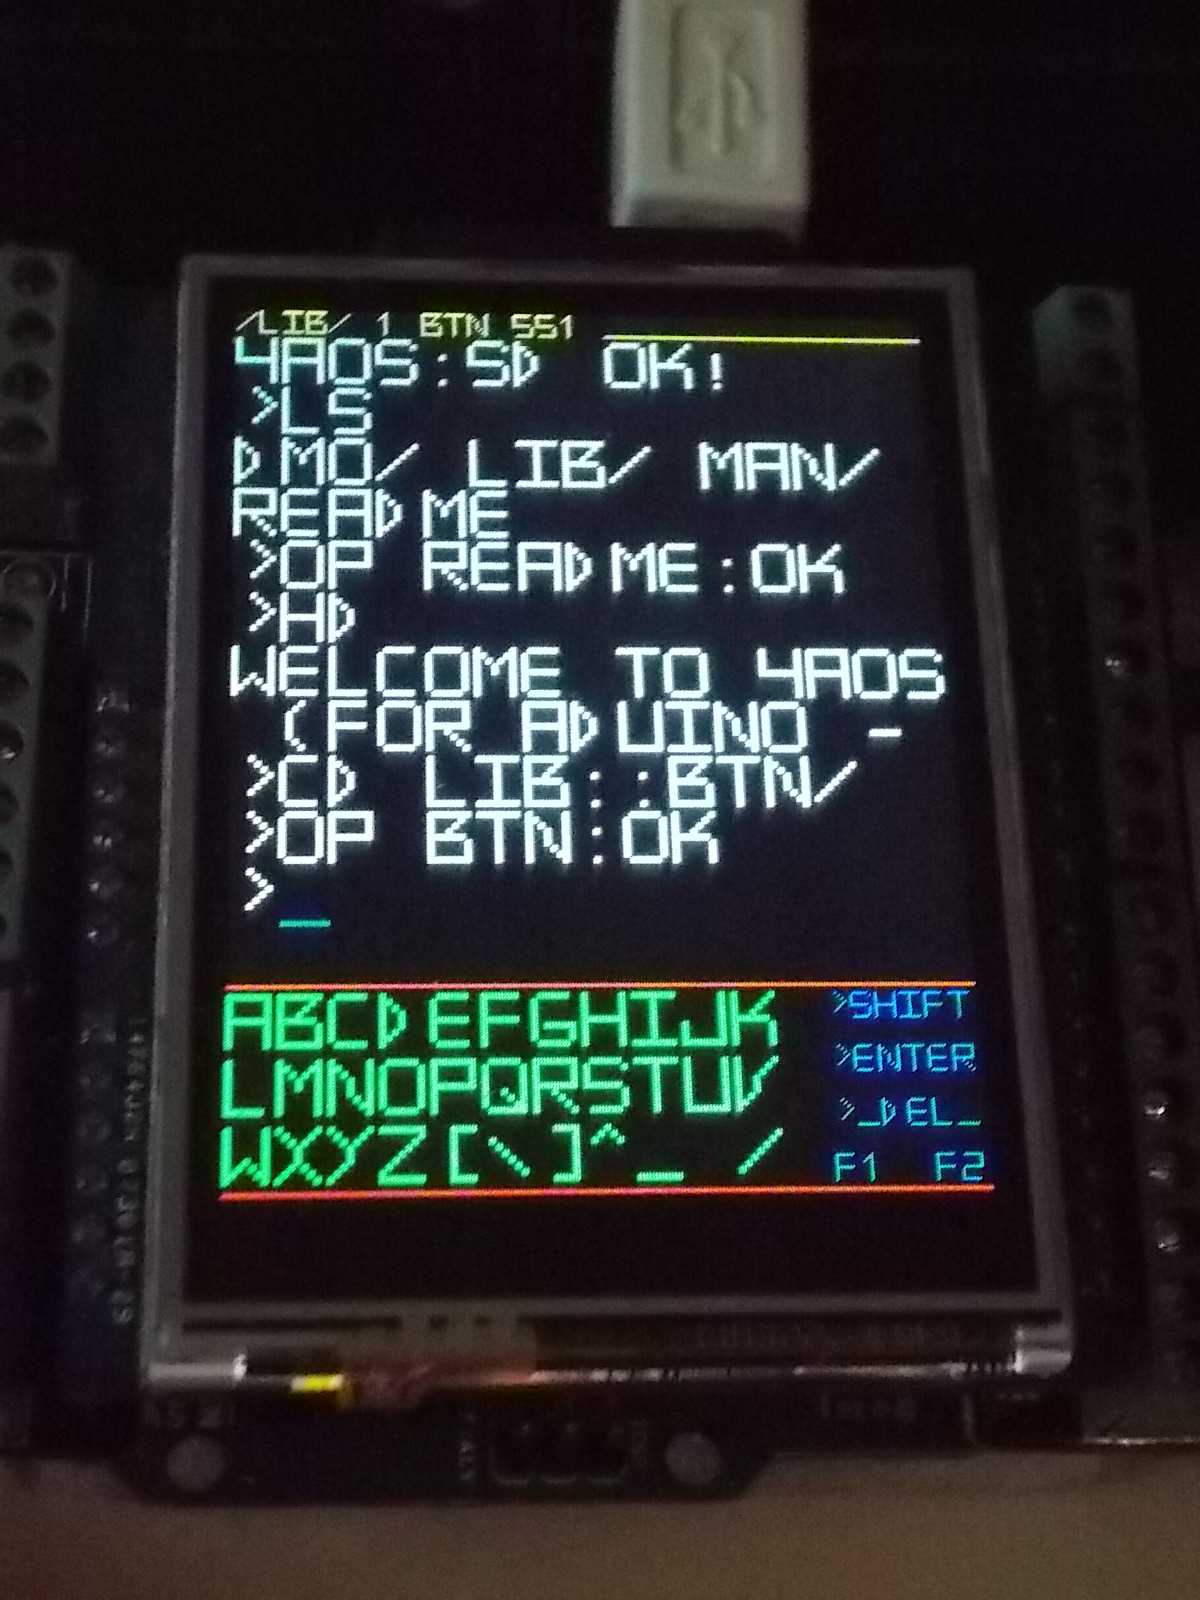 /LIB/ 1 BTN 551
4AOS:SD OK!
>LS
DMO/ LIB/ MAN/
README
>OP README:OK
>HD
WELCOME TO 4AOS
(FOR ADUINO -
>CD LIB::BTN/
>OP BTN:OK
>_
ABCDEFGHIJK
LMNOPQRSTUV
WXYZ[\]^_ /
>SHIFT
>ENTER
>_DEL_
F1 F2